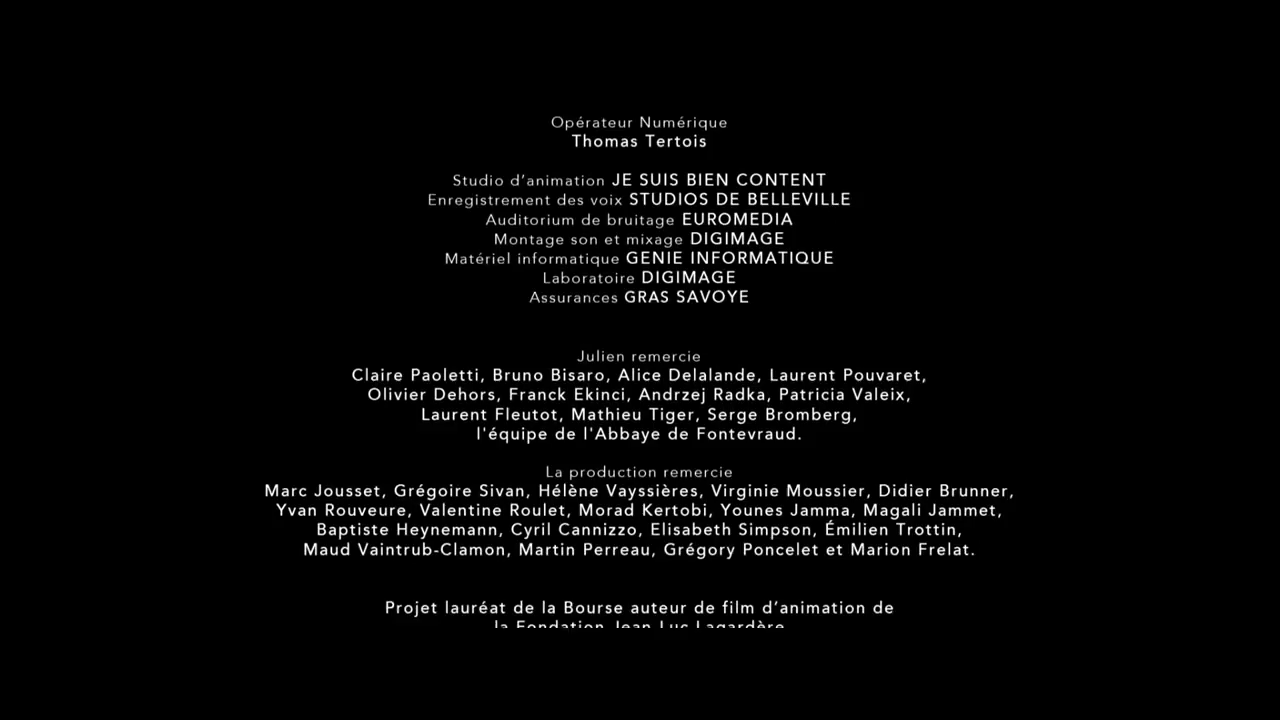 Opérateur Numérique
Thomas Tertois
Studio d’animation JE SUIS BIEN CONTENT
Enregistrement des voix STUDIOS DE BELLEVILLE
Auditorium de bruitage EUROMEDIA
Montage son et mixage DIGIMAGE
Matériel informatique GENIE INFORMATIQUE
Laboratoire DIGIMAGE
Assurances GRAS SAVOYE
Julien remercie
Claire Paoletti, Bruno Bisaro, Alice Delalande, Laurent Pouvaret,
Olivier Dehors, Franck Ekinci, Andrzej Radka, Patricia Valeix,
Laurent Fleutot, Mathieu Tiger, Serge Bromberg,
l'équipe de l'Abbaye de Fontevraud.
La production remercie
Marc Jousset, Grégoire Sivan, Hélène Vayssières, Virginie Moussier, Didier Brunner,
Yvan Rouveure, Valentine Roulet, Morad Kertobi, Younes Jamma, Magali Jammet,
Baptiste Heynemann, Cyril Cannizzo, Elisabeth Simpson, Émilien Trottin,
Maud Vaintrub-Clamon, Martin Perreau, Grégory Poncelet et Marion Frelat.
Projet lauréat de la Bourse auteur de film d’animation de
la Fondation Jean Luc Lagardère